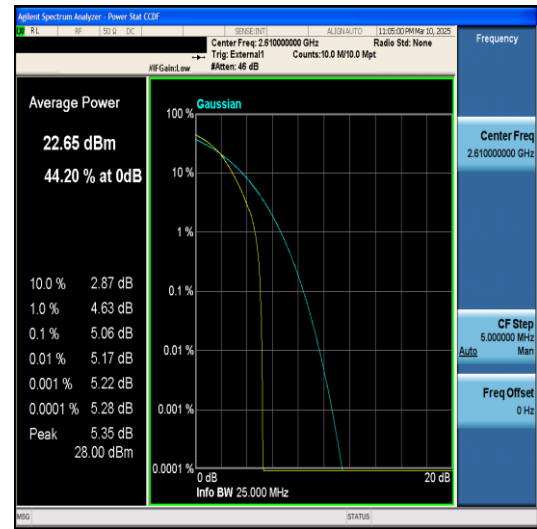 Agilent Spectrum Analyzer - Power Stat CCDF
RL RF 50 Ω DC SENSE:INT ALIGNAUTO 11:05:00 PM Mar 10, 2025
Center Freq: 2.610000000 GHz Radio Std: None
Trig: External1 Counts:10.0 M/10.0 Mpt
#IFGain:Low #Atten: 46 dB
Frequency
Average Power
22.65 dBm
44.20 % at 0dB
10.0 % 2.87 dB
1.0 % 4.63 dB
0.1 % 5.06 dB
0.01 % 5.17 dB
0.001 % 5.22 dB
0.0001 % 5.28 dB
Peak 5.35 dB
28.00 dBm
Gaussian
100 %
10 %
1 %
0.1 %
0.01 %
0.001 %
0.0001 %
0 dB 20 dB
Info BW 25.000 MHz
Center Freq
2.610000000 GHz
CF Step
5.000000 MHz
Auto Man
Freq Offset
0 Hz
MSG STATUS